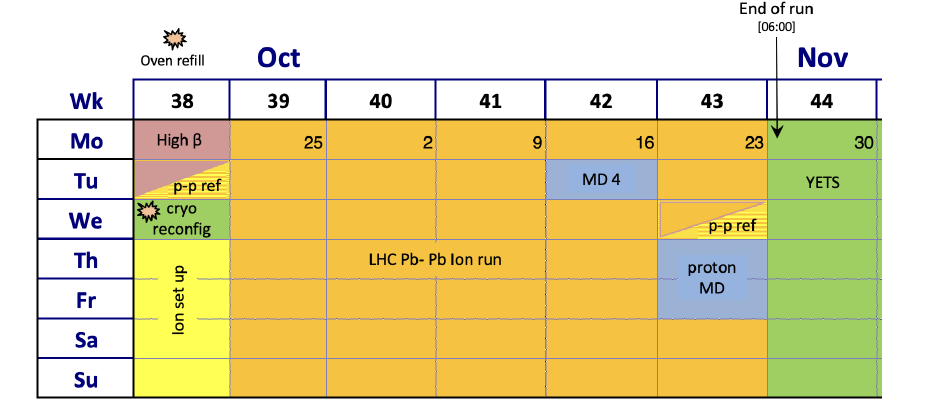 End of run
[06:00]
Oven refill
Oct
Nov
Wk 38 39 40 41 42 43 44
Mo High β 25 2 9 16 23 30
Tu p-p ref MD 4 YETS
We cryo
reconfig p-p ref
Th Ion set up LHC Pb- Pb Ion run proton
MD
Fr
Sa
Su